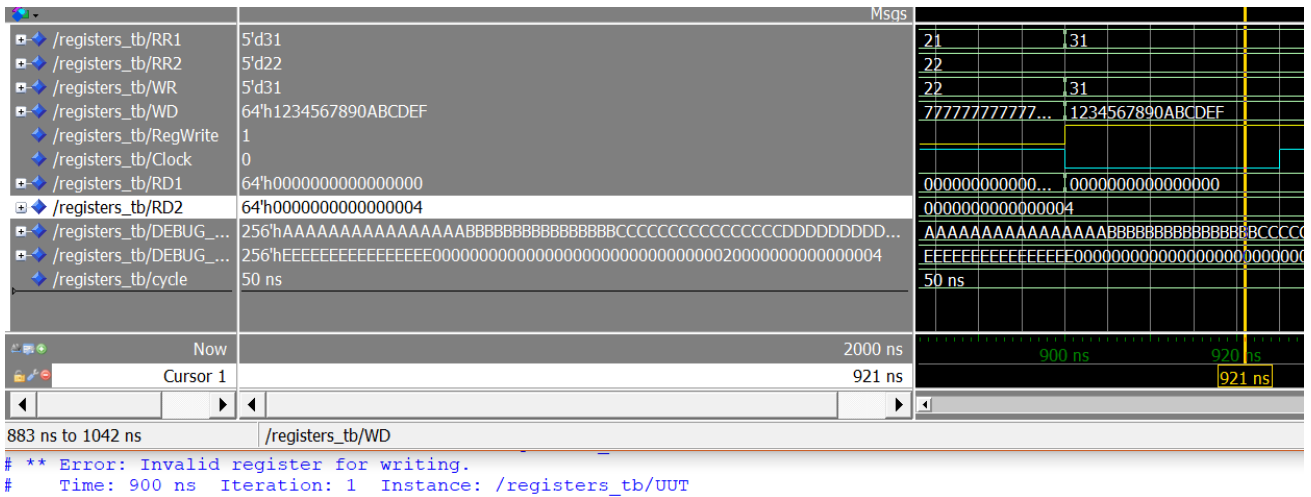 Msgs
/registers_tb/RR1 5'd31 21 31
/registers_tb/RR2 5'd22 22
/registers_tb/WR 5'd31 22 31
/registers_tb/WD 64'h1234567890ABCDEF 777777777777... 1234567890ABCDEF
/registers_tb/RegWrite 1
/registers_tb/Clock 0
/registers_tb/RD1 64'h0000000000000000 000000000000... 0000000000000000
/registers_tb/RD2 64'h0000000000000004 0000000000000004
/registers_tb/DEBUG_... 256'hAAAAAAAAAAAAAAAABBBBBBBBBBBBBBBBCCCCCCCCCCCCCCCCDDDDDDDDD... AAAAAAAAAAAAAAAABBBBBBBBBBBBBBBBCCCCC
/registers_tb/DEBUG_... 256'hEEEEEEEEEEEEEEEE000000000000000000000000000000020000000000000004 EEEEEEEEEEEEEEEE00000000000000000000000
/registers_tb/cycle 50 ns 50 ns
Now 2000 ns 900 ns 920 ns
Cursor 1 921 ns 921 ns
883 ns to 1042 ns /registers_tb/WD
# ** Error: Invalid register for writing.
# Time: 900 ns Iteration: 1 Instance: /registers_tb/UUT